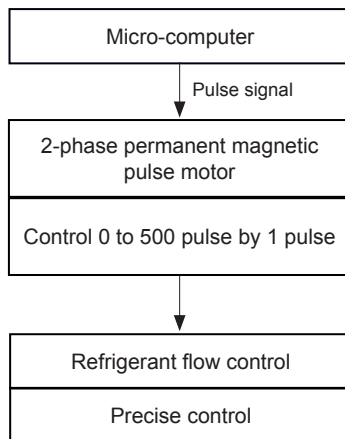 Micro-computer
Pulse signal
2-phase permanent magnetic
pulse motor
Control 0 to 500 pulse by 1 pulse
Refrigerant flow control
Precise control